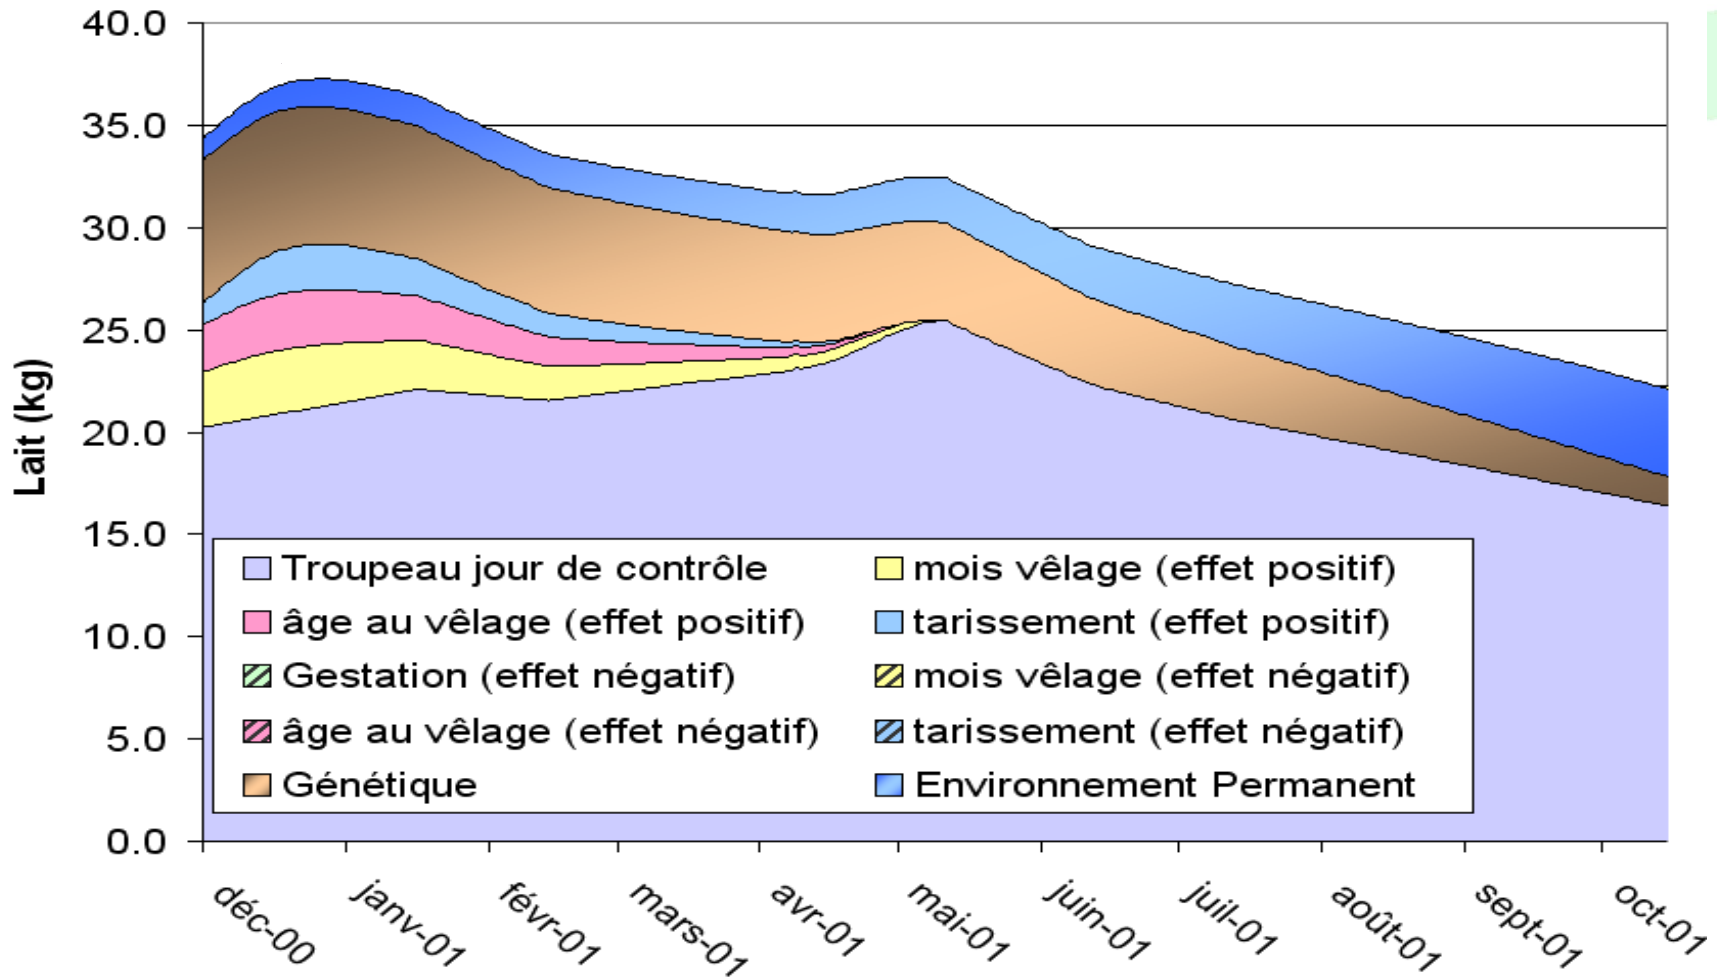 40.0
35.0
30.0
25.0
20.0
15.0
10.0
5.0
0.0
Lait (kg)
Troupeau jour de contrôle
mois vêlage (effet positif)
âge au vêlage (effet positif)
tarissement (effet positif)
Gestation (effet négatif)
mois vêlage (effet négatif)
âge au vêlage (effet négatif)
tarissement (effet négatif)
Génétique
Environnement Permanent
déc-00
janv-01
févr-01
mars-01
avr-01
mai-01
juin-01
juil-01
août-01
sept-01
oct-01